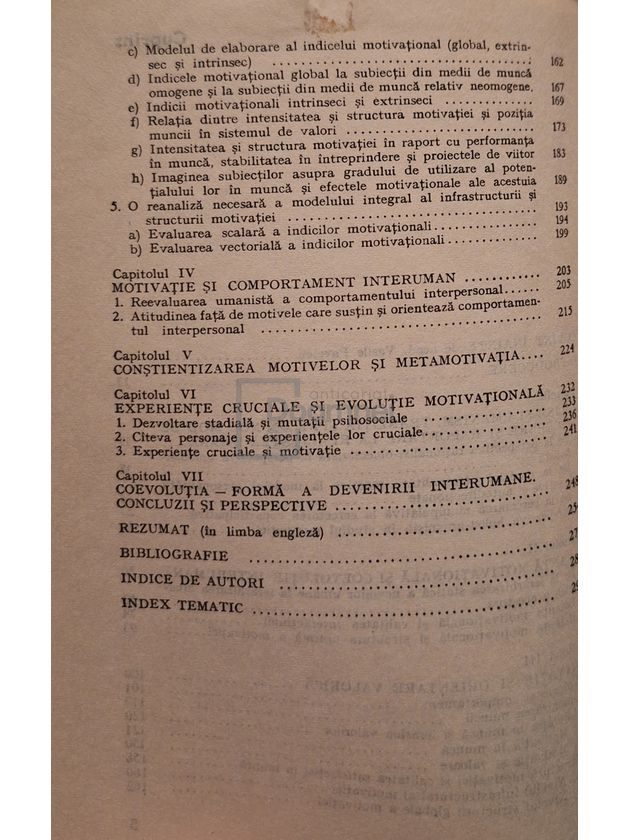 c) Modelul de elaborare al indicelui motivațional (global, extrin-
sec și intrinsec) 162
d) Indicele motivațional global la subiecții din medii de muncă
omogene și la subiecții din medii de muncă relativ neomogene, 167
e) Indicii motivaționali intrinseci și extrinseci 169
f) Relația dintre intensitatea și structura motivației și poziția
muncii în sistemul de valori 173
g) Intensitatea și structura motivației în raport cu performanța
în muncă, stabilitatea în întreprindere și proiectele de viitor 183
h) Imaginea subiecților asupra gradului de utilizare al poten-
țialului lor în muncă și efectele motivaționale ale acestuia 189
5. O reanaliză necesară a modelului integral al infrastructurii și
structurii motivației 193
a) Evaluarea scalară a indicilor motivaționali 194
b) Evaluarea vectorială a indicilor motivaționali 199
Capitolul IV
MOTIVAȚIE ȘI COMPORTAMENT INTERUMAN 203
1. Reevaluarea umanistă a comportamentului interpersonal 205
2. Atitudinea față de motivele care susțin și orientează comportamen-
tul interpersonal 215
Capitolul V
CONȘTIENTIZAREA MOTIVELOR ȘI METAMOTIVAȚIA 224
Capitolul VI
EXPERIENȚE CRUCIALE ȘI EVOLUȚIE MOTIVAȚIONALĂ 232
1. Dezvoltare stadială și mutații psihosociale 233
2. Cîteva personaje și experiențele lor cruciale 236
3. Experiențe cruciale și motivație 241
Capitolul VII
COEVOLUȚIA — FORMĂ A DEVENIRII INTERUMANE.
CONCLUZII ȘI PERSPECTIVE 248
REZUMAT (în limba engleză)
BIBLIOGRAFIE
INDICE DE AUTORI
INDEX TEMATIC